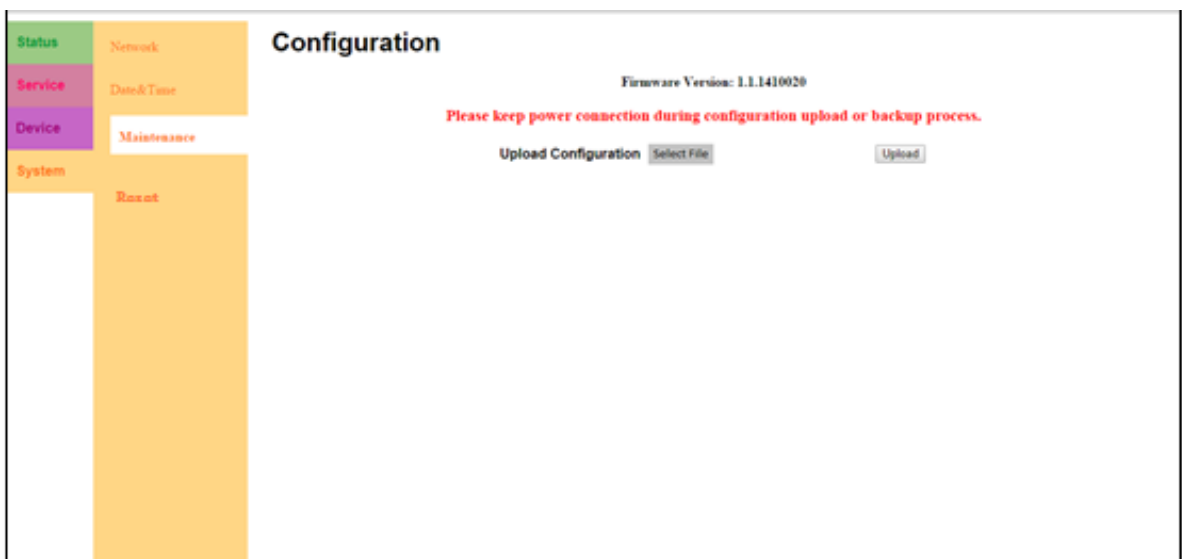 Status
Service
Device
System
Network
Date&Time
Maintenance
Configuration
Firmware Version: 1.1.1410020
Please keep power connection during configuration upload or backup process.
Upload Configuration Select File Upload